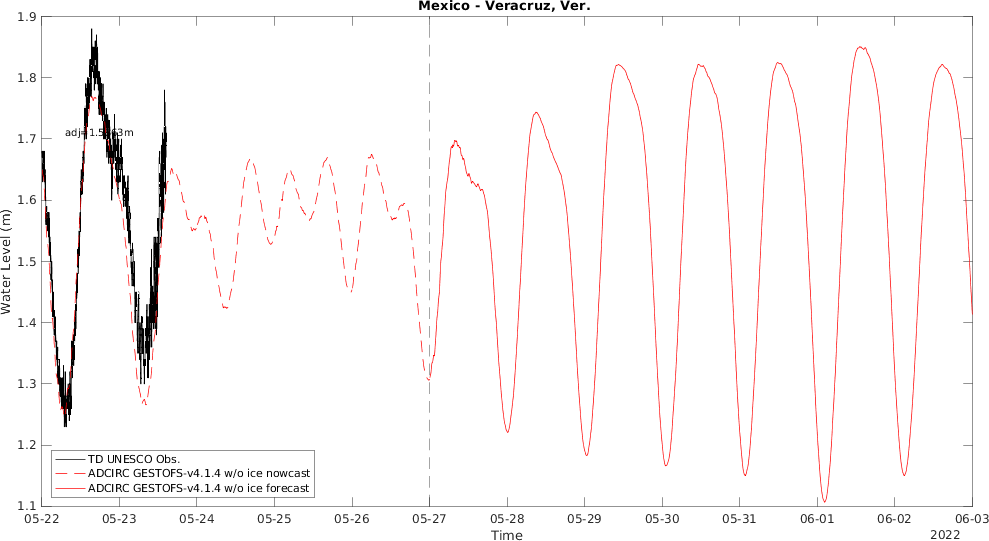 Mexico - Veracruz, Ver.
Water Level (m)
1.9
1.8
1.7
1.6
1.5
1.4
1.3
1.2
1.1
TD UNESCO Obs.
ADCIRC GESTOFS-v4.1.4 w/o ice nowcast
ADCIRC GESTOFS-v4.1.4 w/o ice forecast
05-22 05-23 05-24 05-25 05-26 05-27 05-28 05-29 05-30 05-31 06-01 06-02 06-03
Time
2022